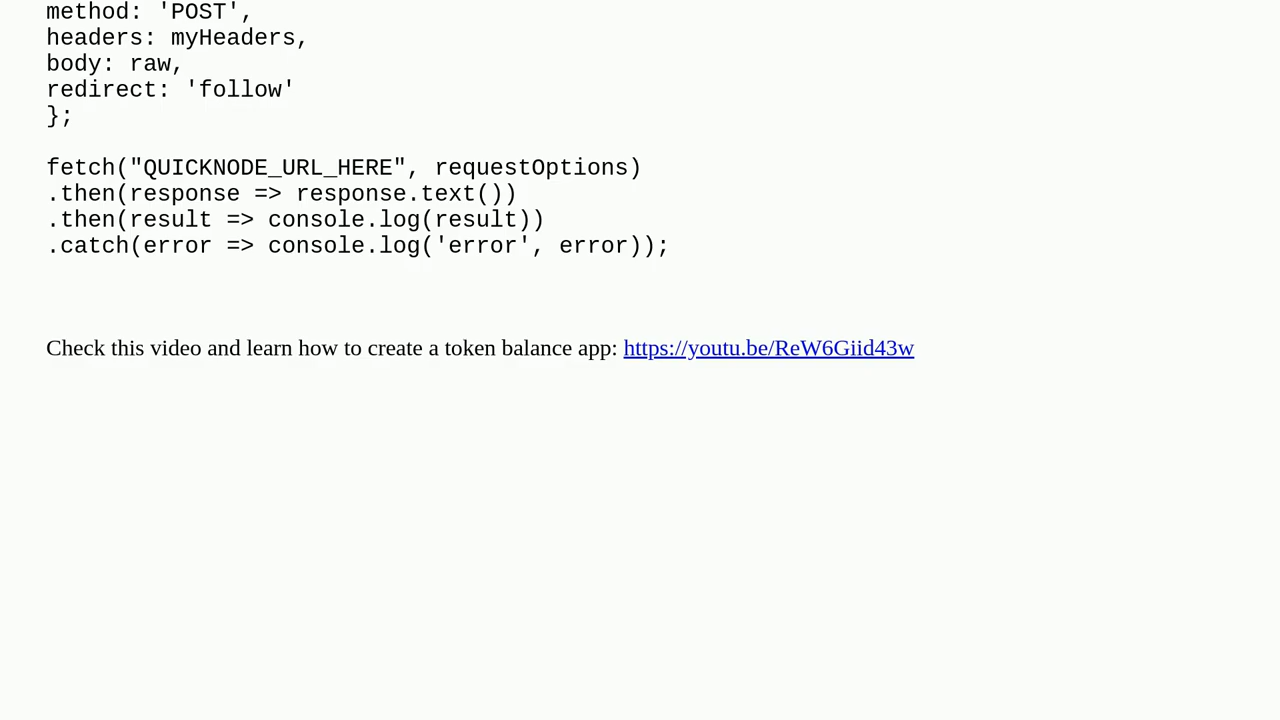 method: 'POST',
headers: myHeaders,
body: raw,
redirect: 'follow'
};
fetch("QUICKNODE_URL_HERE", requestOptions)
.then(response => response.text())
.then(result => console.log(result))
.catch(error => console.log('error', error));
Check this video and learn how to create a token balance app: https://youtu.be/ReW6Giid43w